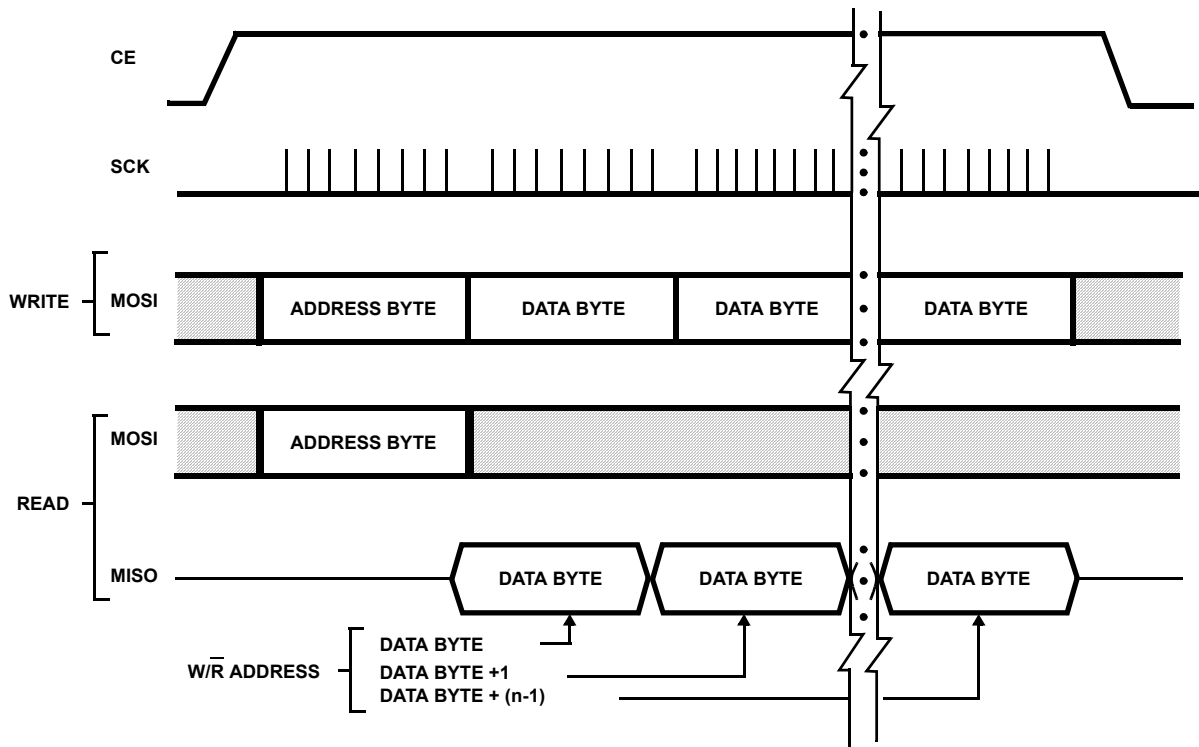 CE
SCK
WRITE
MOSI
ADDRESS BYTE
DATA BYTE
DATA BYTE
DATA BYTE
READ
MOSI
ADDRESS BYTE
MISO
DATA BYTE
DATA BYTE
DATA BYTE
W/R̅ ADDRESS
DATA BYTE
DATA BYTE +1
DATA BYTE + (n-1)